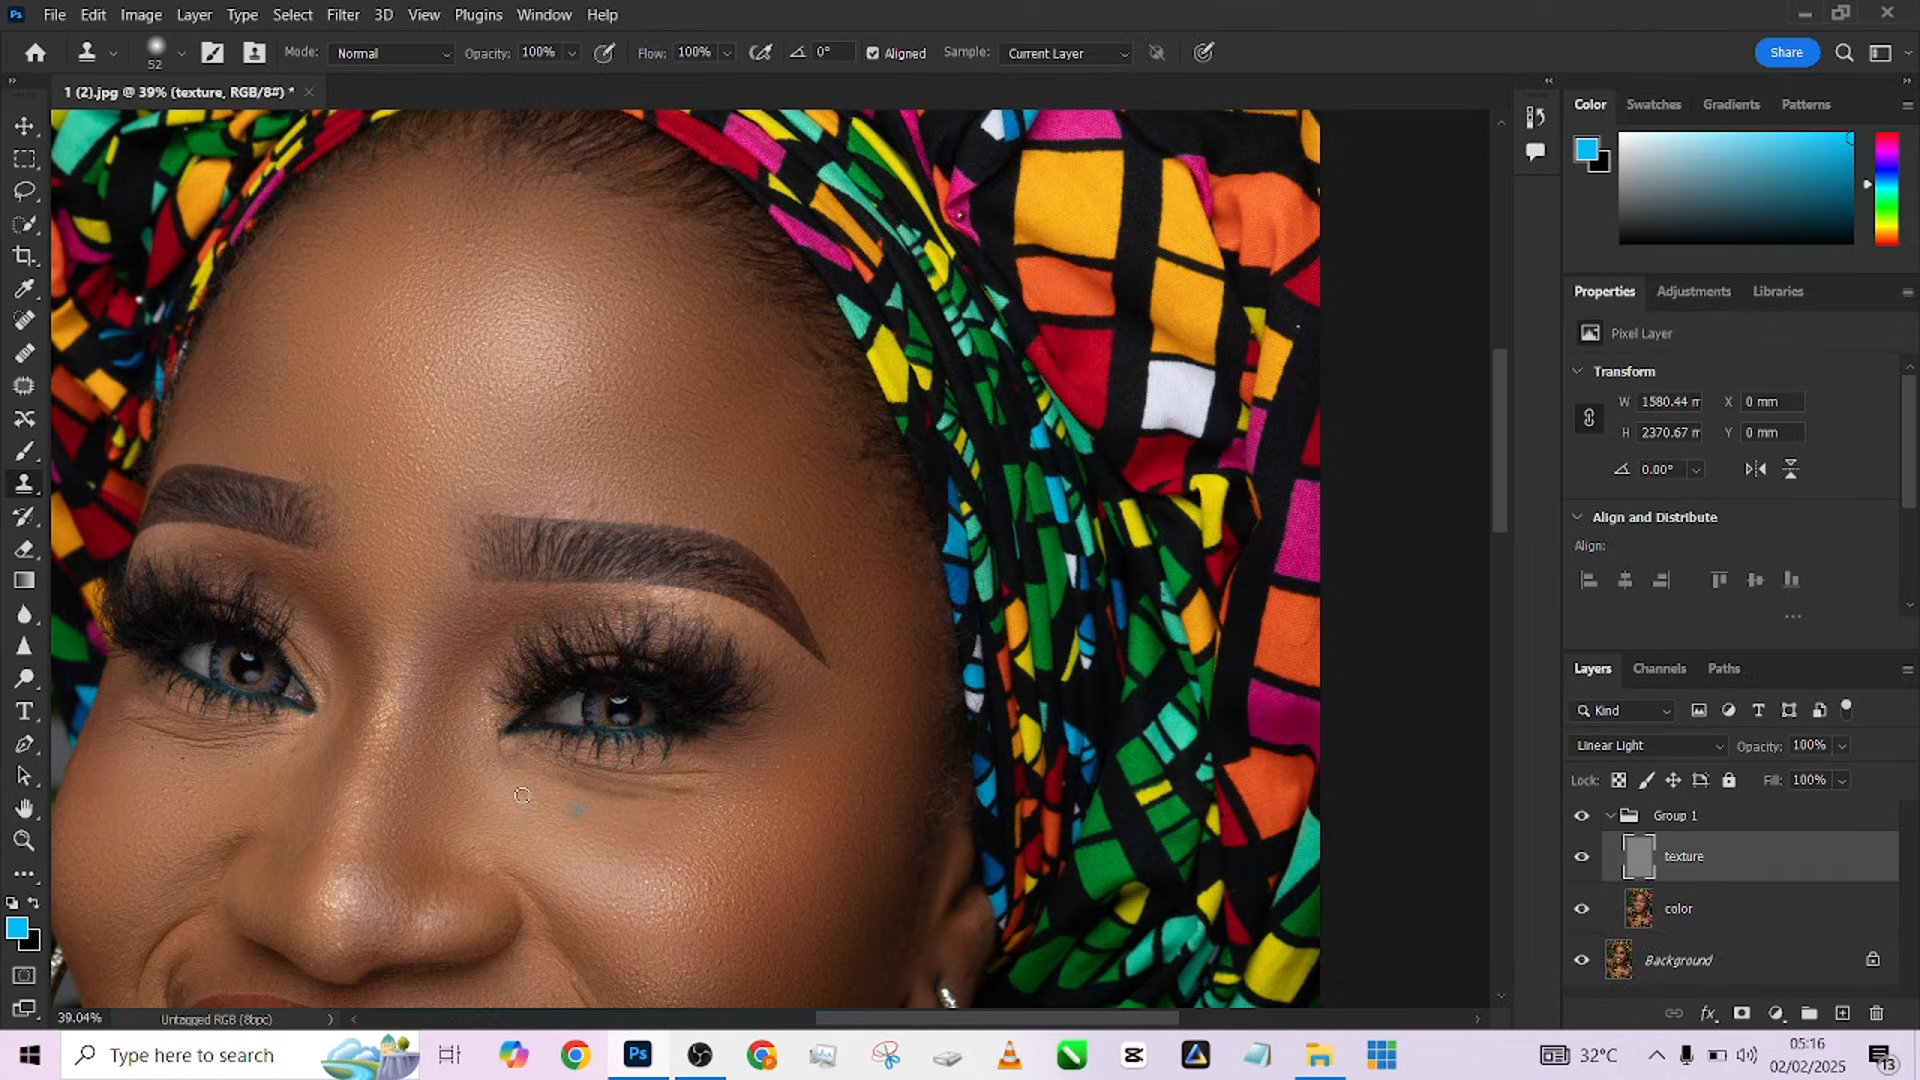 Ps File Edit Image Layer Type Select Filter 3D View Plugins Window Help
52 Mode: Normal Opacity: 100% Flow: 100% 0° Aligned Sample: Current Layer Share
1 (2).jpg @ 39% (texture, RGB/8#) *
Color Swatches Gradients Patterns
Properties Adjustments Libraries
Pixel Layer
Transform
W 1580.44 m X 0 mm
H 2370.67 m Y 0 mm
0.00°
Align and Distribute
Align:
Layers Channels Paths
Kind
Linear Light Opacity: 100%
Lock: Fill: 100%
Group 1
texture
color
Background
fx
39.04% Untagged RGB (8bpc)
Type here to search Ps 32°C 05:16
02/02/2025 13